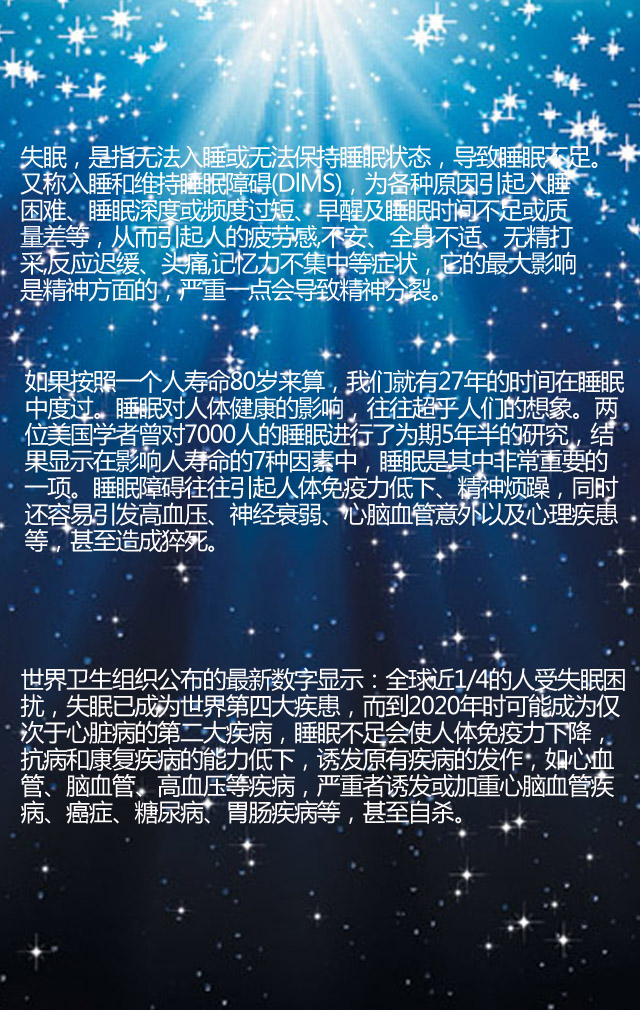 失眠，是指无法入睡或无法保持睡眠状态，导致睡眠不足。
又称入睡和维持睡眠障碍(DlMS)，为各种原因引起入睡
困难、睡眠深度或频度过短、早醒及睡眠时间不足或质
量差等，从而引起人的疲劳感,不安、全身不适、无精打
采,反应迟缓、头痛,记忆力不集中等症状，它的最大影响
是精神方面的，严重一点会导致精神分裂。
如果按照一个人寿命80岁来算，我们就有27年的时间在睡眠
中度过。睡眠对人体健康的影响，往往超乎人们的想象。两
位美国学者曾对7000人的睡眠进行了为期5年半的研究，结
果显示在影响人寿命的7种因素中，睡眠是其中非常重要的
一项。睡眠障碍往往引起人体免疫力低下、精神烦躁，同时
还容易引发高血压、神经衰弱、心脑血管意外以及心理疾患
等，甚至造成猝死。
世界卫生组织公布的最新数字显示：全球近1/4的人受失眠困
扰，失眠已成为世界第四大疾患，而到2020年时可能成为仅
次于心脏病的第二大疾病，睡眠不足会使人体免疫力下降，
抗病和康复疾病的能力低下，诱发原有疾病的发作，如心血
管、脑血管、高血压等疾病，严重者诱发或加重心脑血管疾
病、癌症、糖尿病、胃肠疾病等，甚至自杀。